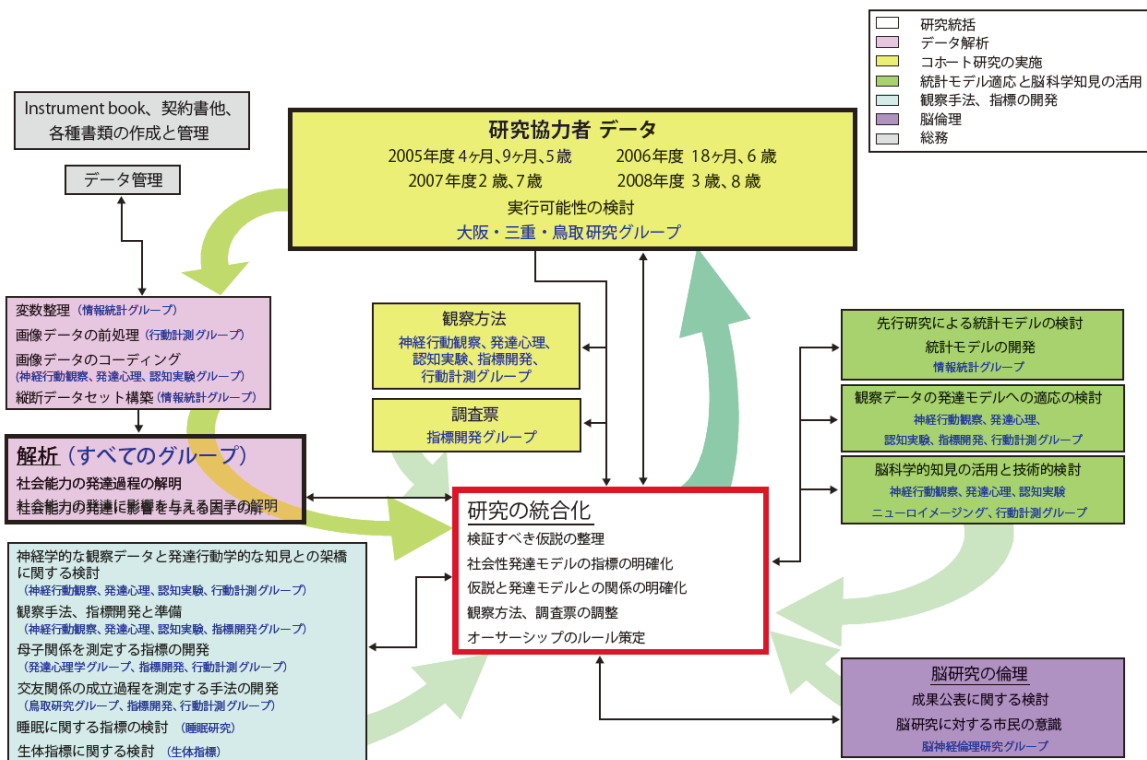 研究統括
データ解析
コホート研究の実施
統計モデル適応と脳科学知見の活用
観察手法、指標の開発
脳倫理
総務
Instrument book、契約書他、
各種書類の作成と管理
データ管理
研究協力者 データ
2005年度 4ヶ月、9ヶ月、5歳 2006年度 18ヶ月、6歳
2007年度 2歳、7歳 2008年度 3歳、8歳
実行可能性の検討
大阪・三重・鳥取研究グループ
変数整理（情報統計グループ）
画像データの前処理（行動計測グループ）
画像データのコーディング
(神経行動観察、発達心理、認知実験グループ)
縦断データセット構築（情報統計グループ）
解析（すべてのグループ）
社会能力の発達過程の解明
社会能力の発達に影響を与える因子の解明
観察方法
神経行動観察、発達心理、
認知実験、指標開発、
行動計測グループ
調査票
指標開発グループ
先行研究による統計モデルの検討
統計モデルの開発
情報統計グループ
観察データの発達モデルへの適応の検討
神経行動観察、発達心理、
認知実験、指標開発、行動計測グループ
脳科学的知見の活用と技術的検討
神経行動観察、発達心理、認知実験
ニューロイメージング、行動計測グループ
研究の統合化
検証すべき仮説の整理
社会性発達モデルの指標の明確化
仮説と発達モデルとの関係の明確化
観察方法、調査票の調整
オーサーシップのルール策定
神経学的な観察データと発達行動学的な知見との架橋
に関する検討
（神経行動観察、発達心理、認知実験、行動計測グループ）
観察手法、指標開発と準備
（神経行動観察、発達心理、認知実験、指標開発グループ）
母子関係を測定する指標の開発
（発達心理学グループ、指標開発、行動計測グループ）
交友関係の成立過程を測定する手法の開発
（鳥取研究グループ、指標開発、行動計測グループ）
睡眠に関する指標の検討（睡眠研究）
生体指標に関する検討（生体指標）
脳研究の倫理
成果公表に関する検討
脳研究に対する市民の意識
脳神経倫理研究グループ